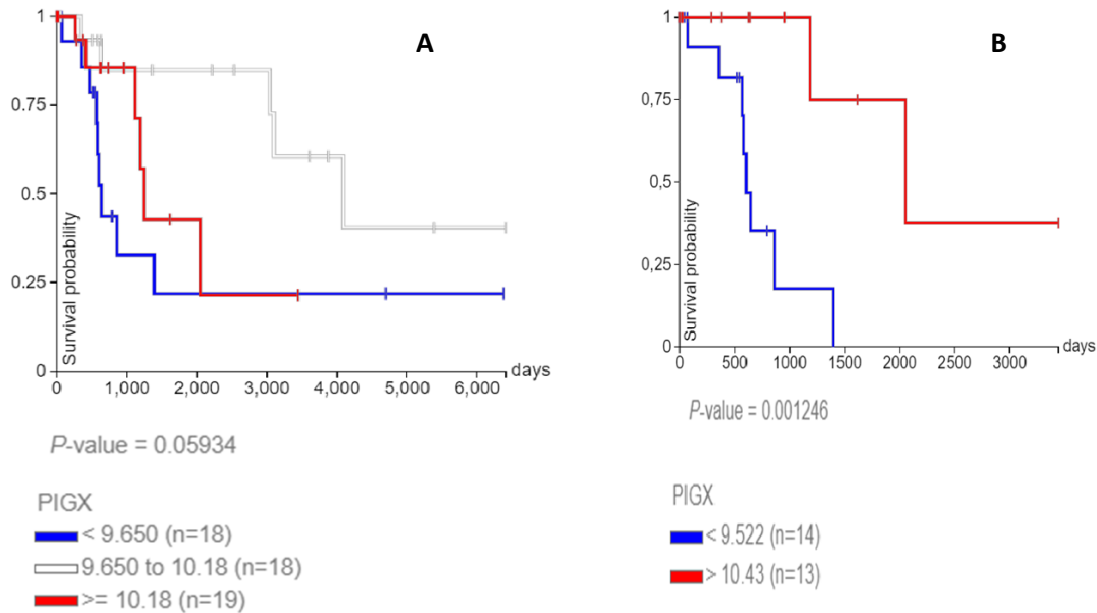 A
1
0,75
0,5
0,25
0
Survival probability
0
1,000
2,000
3,000
4,000
5,000
6,000
days
P-value = 0.05934
PIGX
< 9.650 (n=18)
9.650 to 10.18 (n=18)
>= 10.18 (n=19)
B
1
0,75
0,5
0,25
0
Survival probability
0
500
1000
1500
2000
2500
3000
days
P-value = 0.001246
PIGX
< 9.522 (n=14)
> 10.43 (n=13)